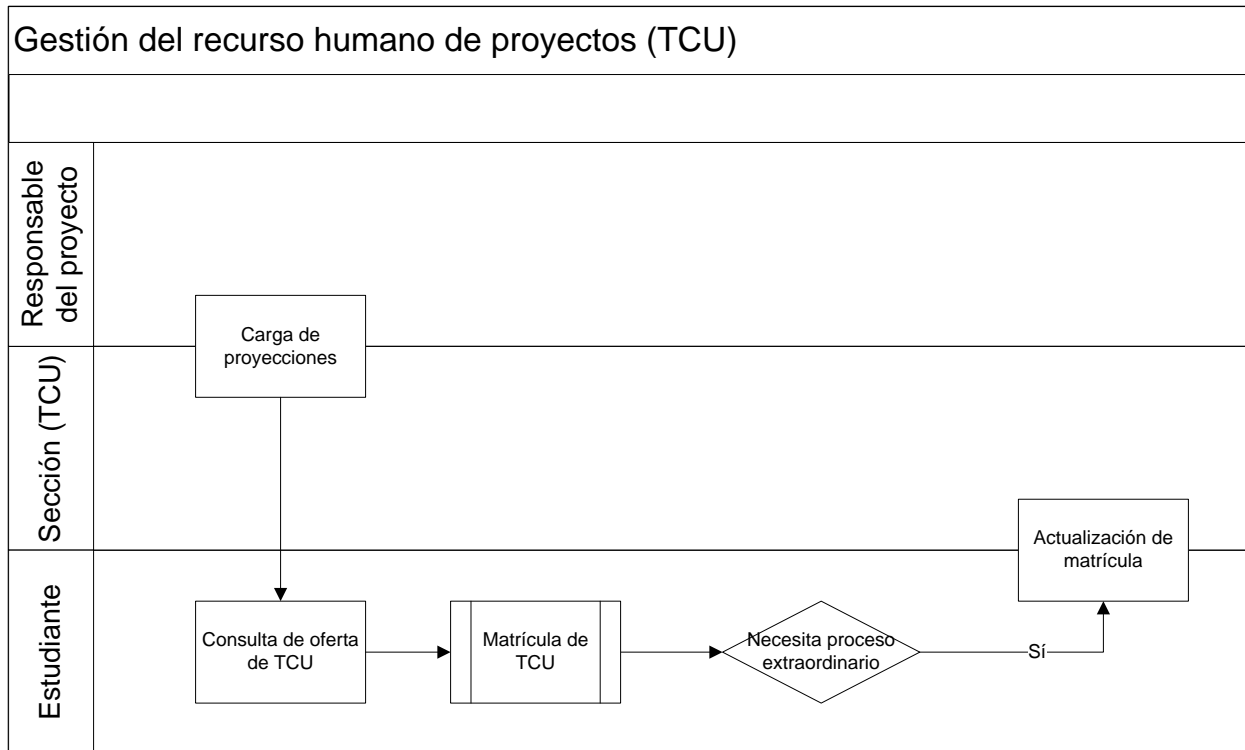 Gestión del recurso humano de proyectos (TCU)
Responsable
del proyecto
Carga de
proyecciones
Sección (TCU)
Actualización de
matrícula
Estudiante
Consulta de oferta
de TCU
Matrícula de
TCU
Necesita proceso
extraordinario
Sí